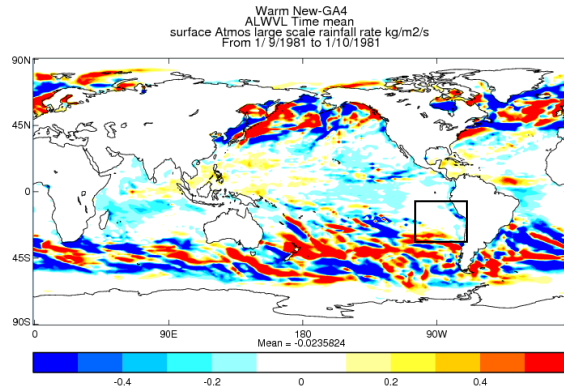 Warm New-GA4
ALWVL Time mean
surface Atmos large scale rainfall rate kg/m2/s
From 1/ 9/1981 to 1/10/1981
90N
45N
0
45S
90S
0 90E 180 90W
Mean = -0.0235824
-0.4 -0.2 0 0.2 0.4